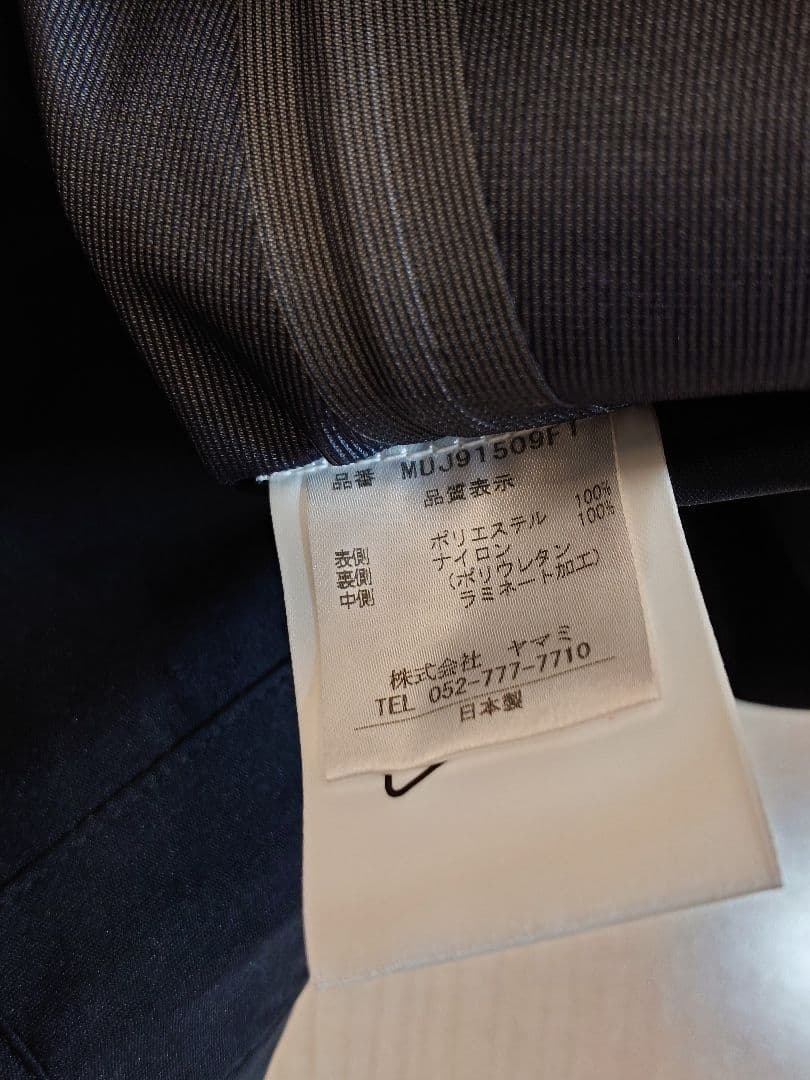 品番 MUJ91509F1
品質表示
表側 ポリエステル 100%
裏側 ナイロン 100%
中側 (ポリウレタン
ラミネート加工)
株式会社 ヤマミ
TEL 052-777-7710
日本製